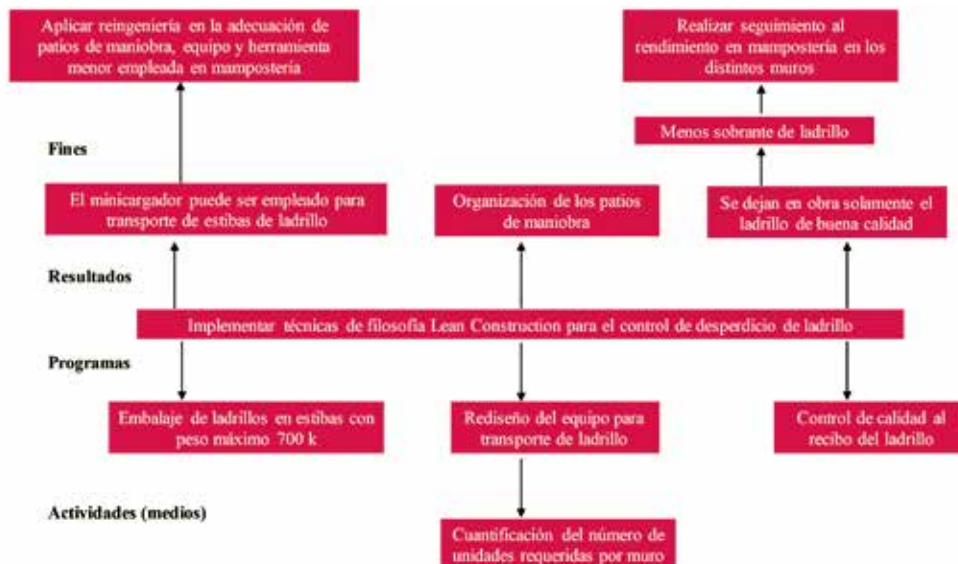 Aplicar reingeniería en la adecuación de
patios de maniobra, equipo y herramienta
menor empleada en mampostería
Realizar seguimiento al
rendimiento en mampostería en los
distintos muros
Menos sobrante de ladrillo
Fines
El minicargador puede ser empleado para
transporte de estibas de ladrillo
Organización de los patios
de maniobra
Se dejan en obra solamente el
ladrillo de buena calidad
Resultados
Implementar técnicas de filosofía Lean Construction para el control de desperdicio de ladrillo
Programas
Embalaje de ladrillos en estibas con
peso máximo 700 k
Rediseño del equipo para
transporte de ladrillo
Control de calidad al
recibo del ladrillo
Actividades (medios)
Cuantificación del número de
unidades requeridas por muro